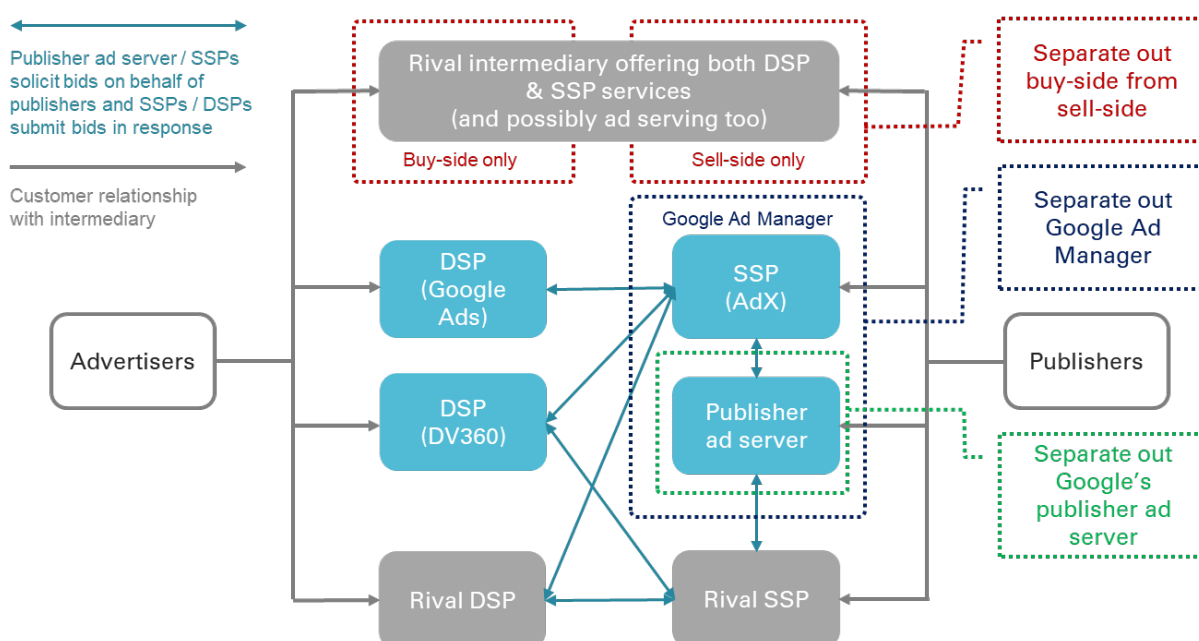 Publisher ad server / SSPs
solicit bids on behalf of
publishers and SSPs / DSPs
submit bids in response
Customer relationship
with intermediary
Rival intermediary offering both DSP
& SSP services
(and possibly ad serving too)
Buy-side only
Sell-side only
Separate out
buy-side from
sell-side
Google Ad Manager
Separate out
Google Ad
Manager
DSP
(Google
Ads)
SSP
(AdX)
Advertisers
Publishers
DSP
(DV360)
Publisher
ad server
Separate out
Google's
publisher ad
server
Rival DSP
Rival SSP